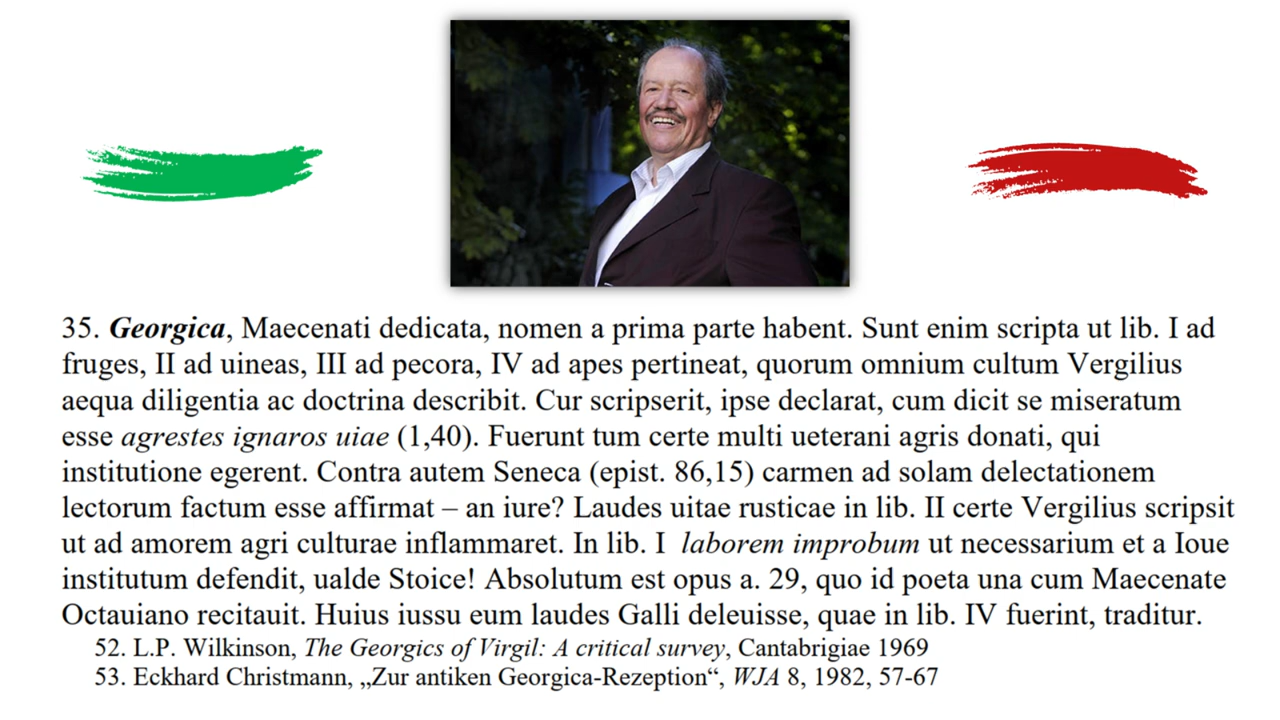 35. Georgica, Maecenati dedicata, nomen a prima parte habent. Sunt enim scripta ut lib. I ad
fruges, II ad uineas, III ad pecora, IV ad apes pertineat, quorum omnium cultum Vergilius
aequa diligentia ac doctrina describit. Cur scripserit, ipse declarat, cum dicit se miseratum
esse agrestes ignaros uiae (1,40). Fuerunt tum certe multi ueterani agris donati, qui
institutione egerent. Contra autem Seneca (epist. 86,15) carmen ad solam delectationem
lectorum factum esse affirmat – an iure? Laudes uitae rusticae in lib. II certe Vergilius scripsit
ut ad amorem agri culturae inflammaret. In lib. I laborem improbum ut necessarium et a Ioue
institutum defendit, ualde Stoice! Absolutum est opus a. 29, quo id poeta una cum Maecenate
Octauiano recitauit. Huius iussu eum laudes Galli deleuisse, quae in lib. IV fuerint, traditur.
52. L.P. Wilkinson, The Georgics of Virgil: A critical survey, Cantabrigiae 1969
53. Eckhard Christmann, „Zur antiken Georgica-Rezeption“, WJA 8, 1982, 57-67